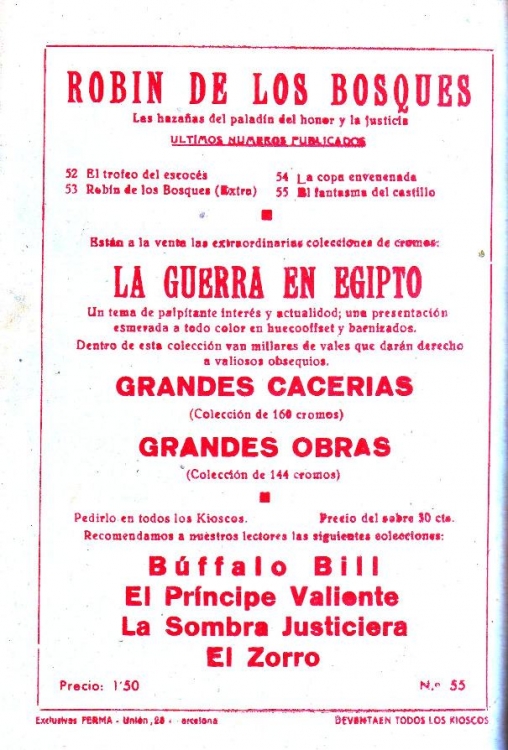 ROBIN DE LOS BOSQUES
Las hazañas del paladín del honor y la justicia
ULTIMOS NUMEROS PUBLICADOS
52 El trofeo del escocés
53 Robin de los Bosques (Extra)
54 La copa envenenada
55 El fantasma del castillo
Están a la venta las extraordinarias colecciones de cromos:
LA GUERRA EN EGIPTO
Un tema de palpitante interés y actualidad; una presentación
esmerada a todo color en huecooffset y barnizados.
Dentro de esta colección van millares de vales que darán derecho
a valiosos obsequios.
GRANDES CACERIAS
(Colección de 160 cromos)
GRANDES OBRAS
(Colección de 144 cromos)
Pedirlo en todos los Kioscos. Precio del sobre 30 cts.
Recomendamos a nuestros lectores las siguientes colecciones:
Búffalo Bill
El Príncipe Valiente
La Sombra Justiciera
El Zorro
Precio: 1'50 N.º 55
Exclusivas FERMA - Unión, 28 - arcelona DEVENTAEN TODOS LOS KIOSCOS